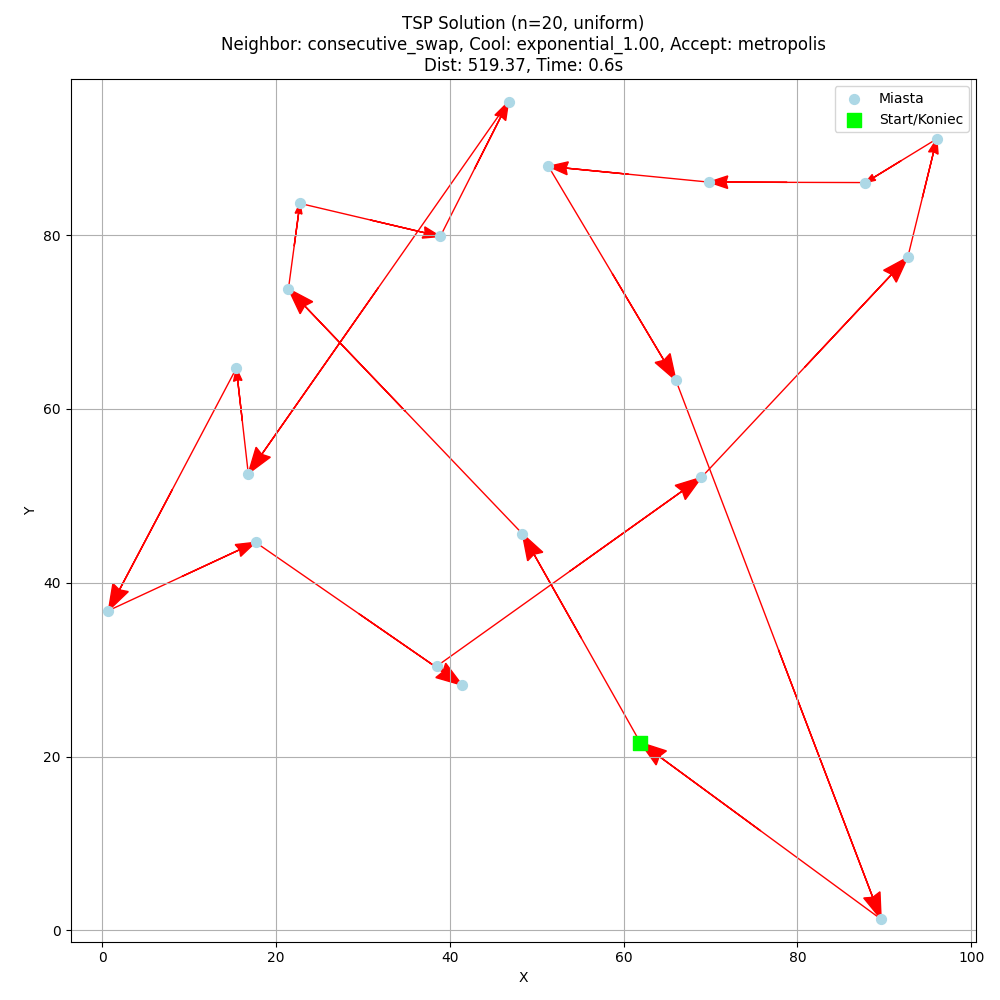 TSP Solution (n=20, uniform)
Neighbor: consecutive_swap, Cool: exponential_1.00, Accept: metropolis
Dist: 519.37, Time: 0.6s
Miasta
Start/Koniec
80
60
40
20
0
Y
0 20 40 60 80 100
X